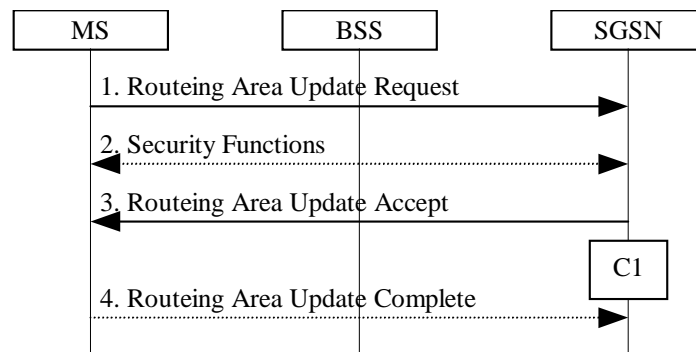 MS BSS SGSN
1. Routeing Area Update Request
2. Security Functions
3. Routeing Area Update Accept
C1
4. Routeing Area Update Complete